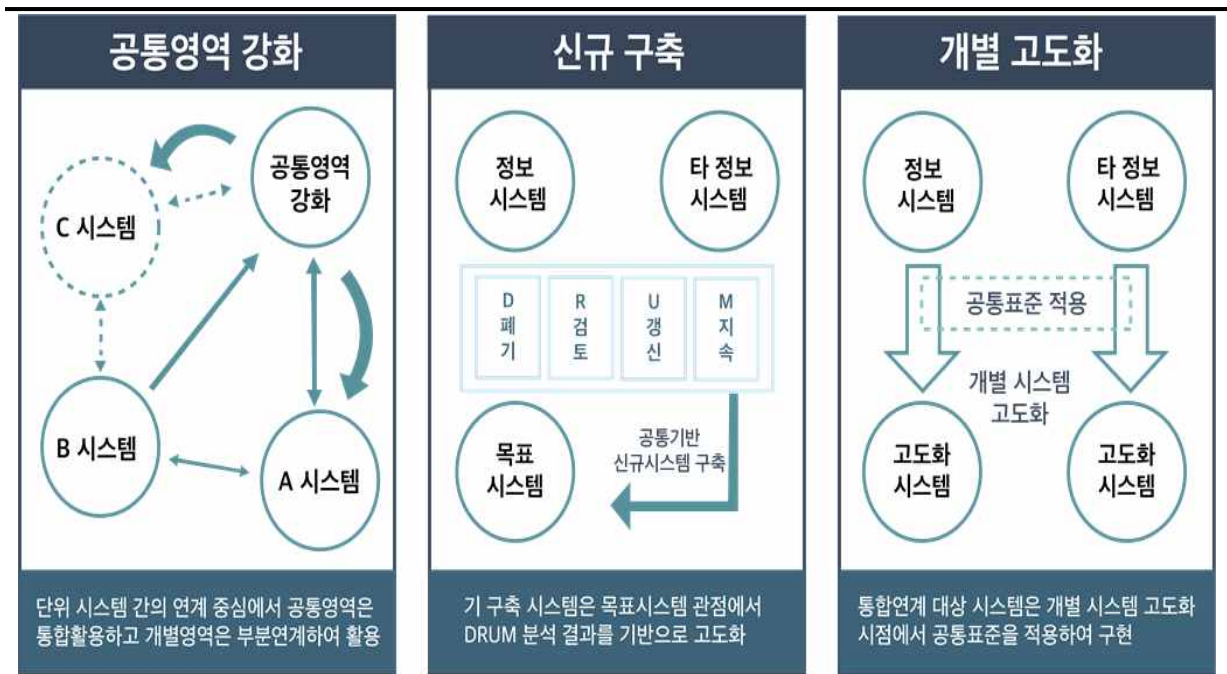 공통영역 강화
공통영역
강화
C 시스템
B 시스템
A 시스템
단위 시스템 간의 연계 중심에서 공통영역은
통합활용하고 개별영역은 부분연계하여 활용
신규 구축
정보
시스템
타 정보
시스템
D
폐
기
R
검
토
U
갱
신
M
지
속
공통기반
신규시스템 구축
목표
시스템
기 구축 시스템은 목표시스템 관점에서
DRUM 분석 결과를 기반으로 고도화
개별 고도화
정보
시스템
타 정보
시스템
공통표준 적용
개별 시스템
고도화
고도화
시스템
고도화
시스템
통합연계 대상 시스템은 개별 시스템 고도화
시점에서 공통표준을 적용하여 구현